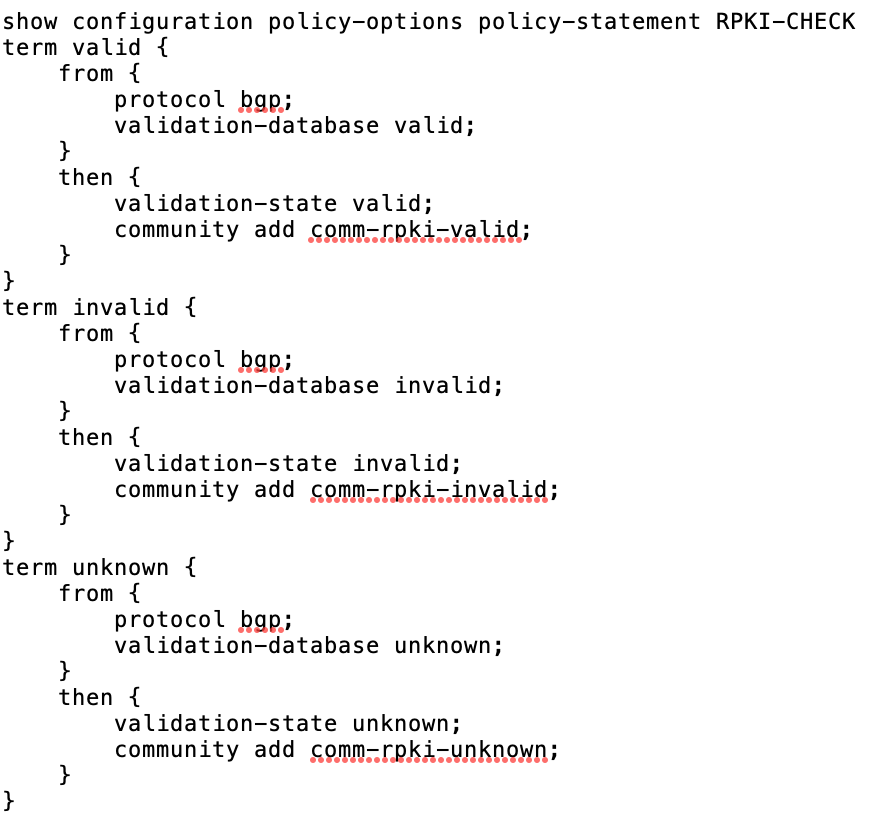 show configuration policy-options policy-statement RPKI-CHECK
term valid {
    from {
        protocol bgp;
        validation-database valid;
    }
    then {
        validation-state valid;
        community add comm-rpki-valid;
    }
}
term invalid {
    from {
        protocol bgp;
        validation-database invalid;
    }
    then {
        validation-state invalid;
        community add comm-rpki-invalid;
    }
}
term unknown {
    from {
        protocol bgp;
        validation-database unknown;
    }
    then {
        validation-state unknown;
        community add comm-rpki-unknown;
    }
}